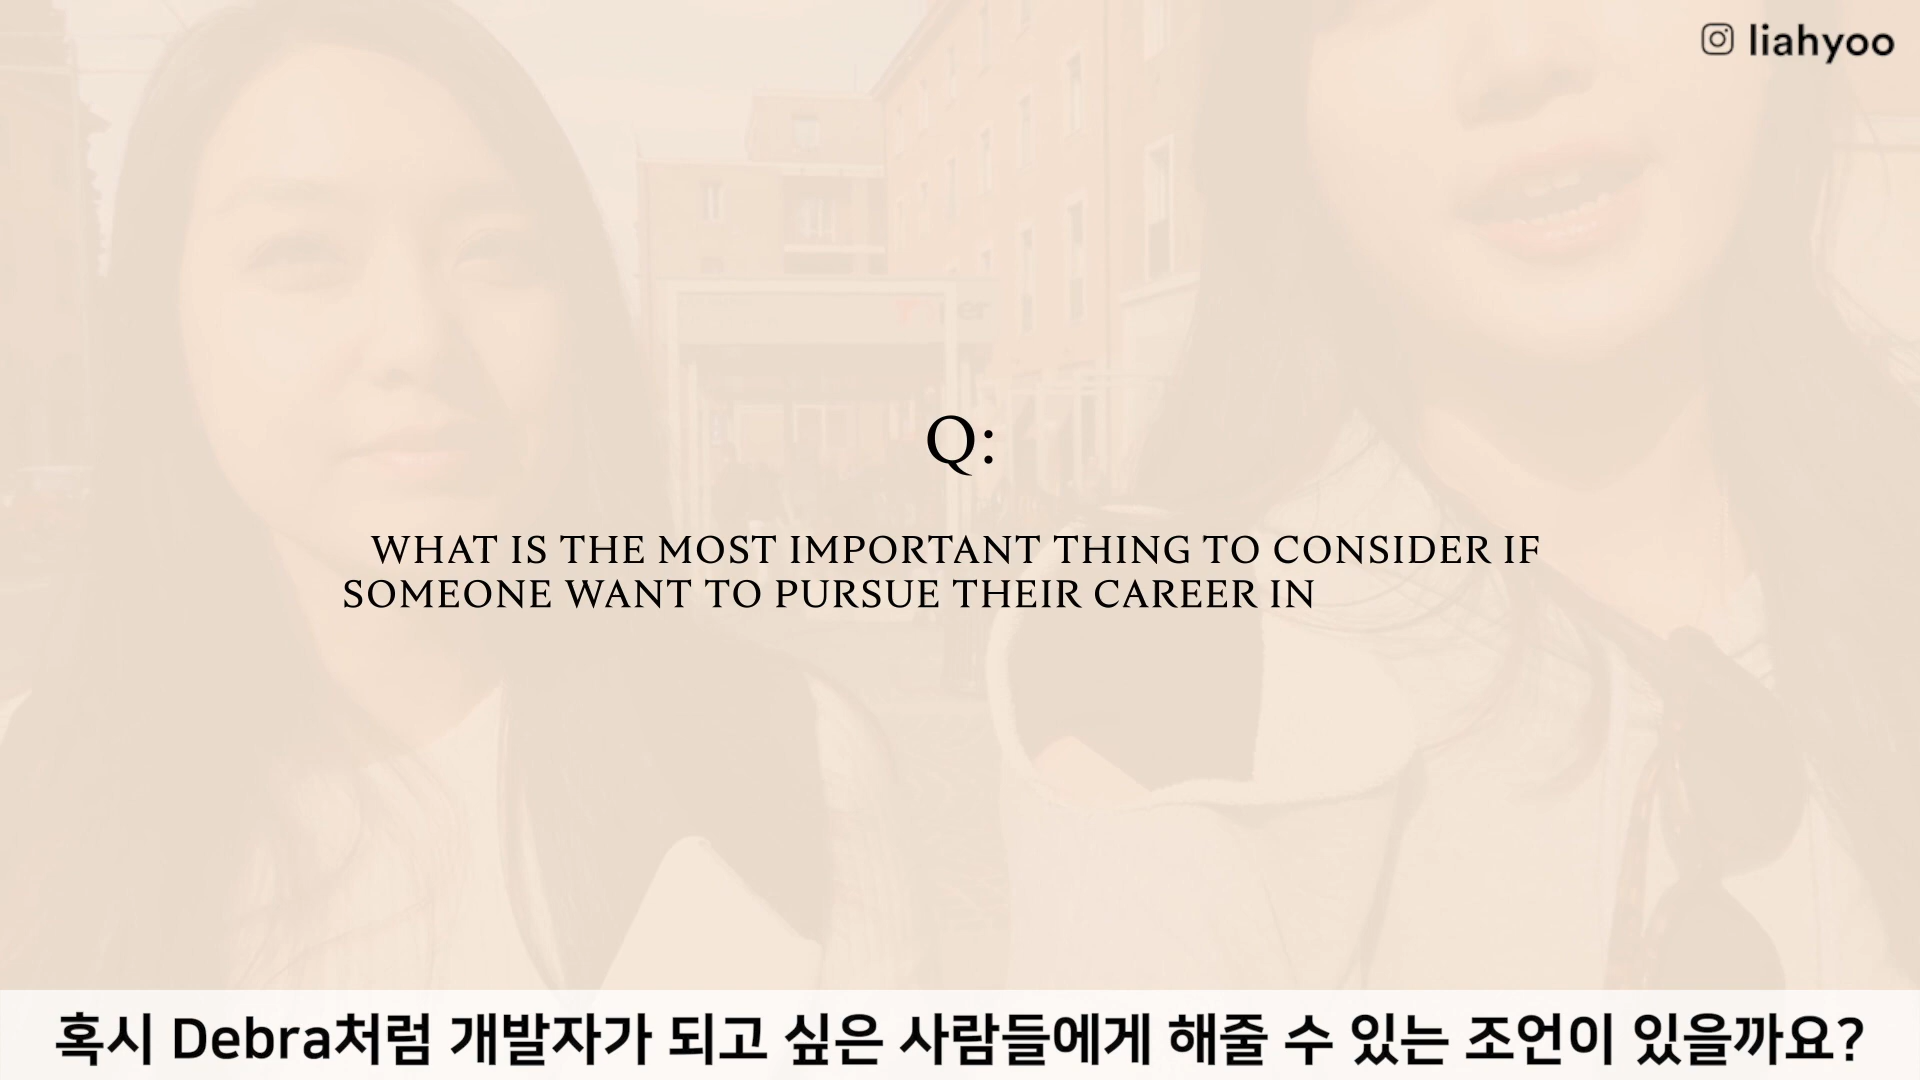 liahyoo
Q:
WHAT IS THE MOST IMPORTANT THING TO CONSIDER IF
SOMEONE WANT TO PURSUE THEIR CAREER IN
혹시 Debra처럼 개발자가 되고 싶은 사람들에게 해줄 수 있는 조언이 있을까요?